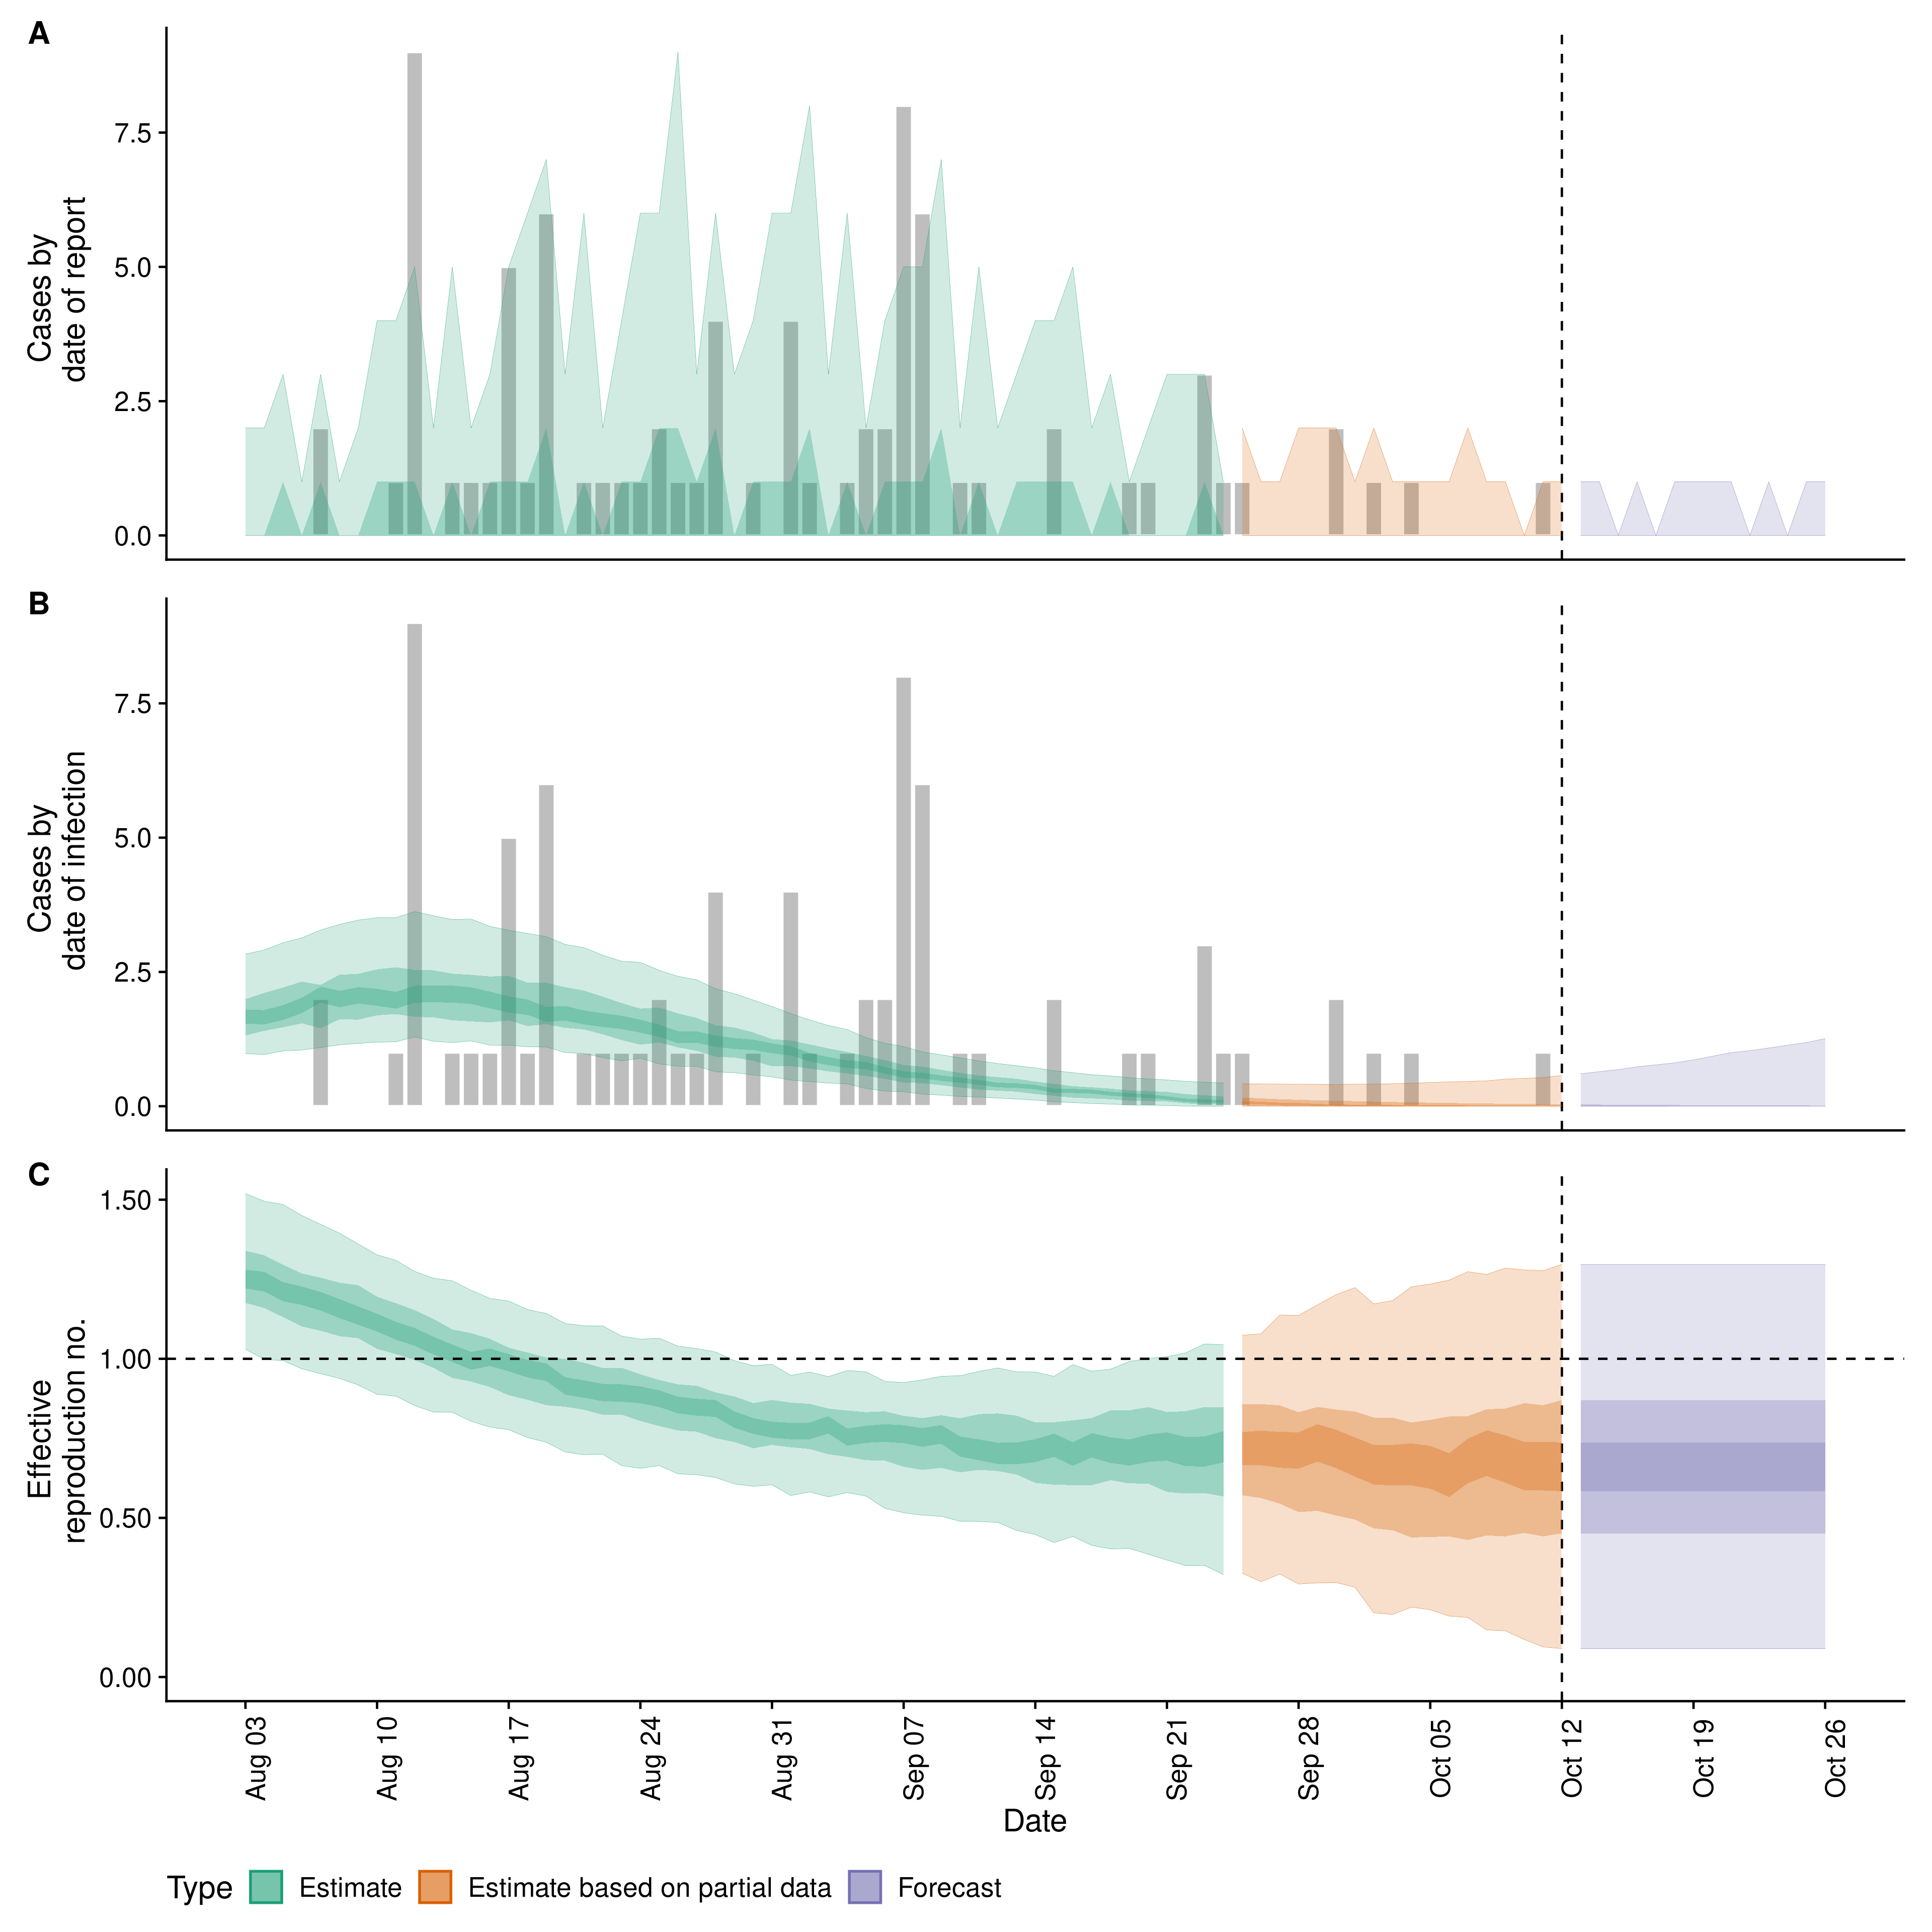 A
Cases by
date of report
7.5
5.0
2.5
0.0
B
Cases by
date of infection
7.5
5.0
2.5
0.0
C
Effective
reproduction no.
1.50
1.00
0.50
0.00
Aug 03
Aug 10
Aug 17
Aug 24
Aug 31
Sep 07
Sep 14
Sep 21
Sep 28
Oct 05
Oct 12
Oct 19
Oct 26
Date
Type Estimate Estimate based on partial data Forecast